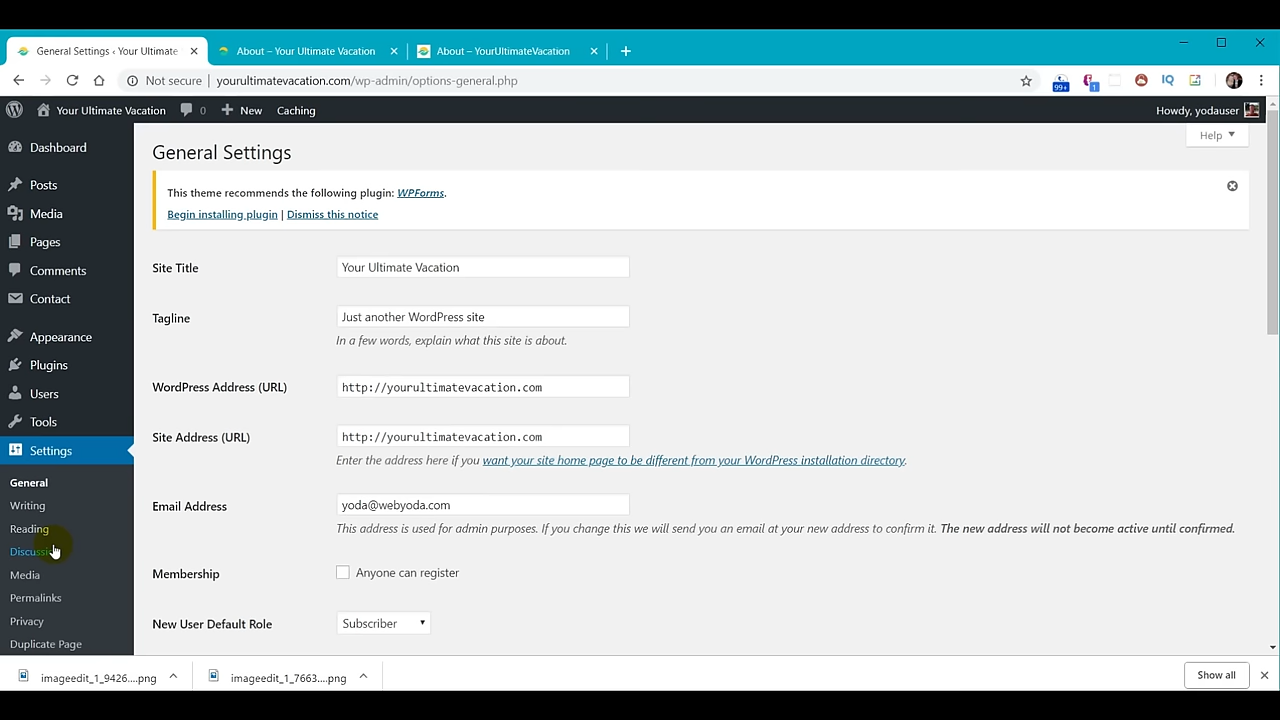 General Settings ‹ Your Ultimate
About – Your Ultimate Vacation
About – YourUltimateVacation
Not secure
yourultimatevacation.com/wp-admin/options-general.php
99+
1
IQ
Your Ultimate Vacation
0
New
Caching
Howdy, yodauser
Help
Dashboard
Posts
Media
Pages
Comments
Contact
Appearance
Plugins
Users
Tools
Settings
General
Writing
Reading
Media
Permalinks
Privacy
Duplicate Page
General Settings
This theme recommends the following plugin: WPForms.
Begin installing plugin | Dismiss this notice
Site Title
Your Ultimate Vacation
Tagline
Just another WordPress site
In a few words, explain what this site is about.
WordPress Address (URL)
http://yourultimatevacation.com
Site Address (URL)
http://yourultimatevacation.com
Enter the address here if you want your site home page to be different from your WordPress installation directory.
Email Address
yoda@webyoda.com
This address is used for admin purposes. If you change this we will send you an email at your new address to confirm it. The new address will not become active until confirmed.
Membership
Anyone can register
New User Default Role
Subscriber
imageedit_1_9426....png
imageedit_1_7663....png
Show all